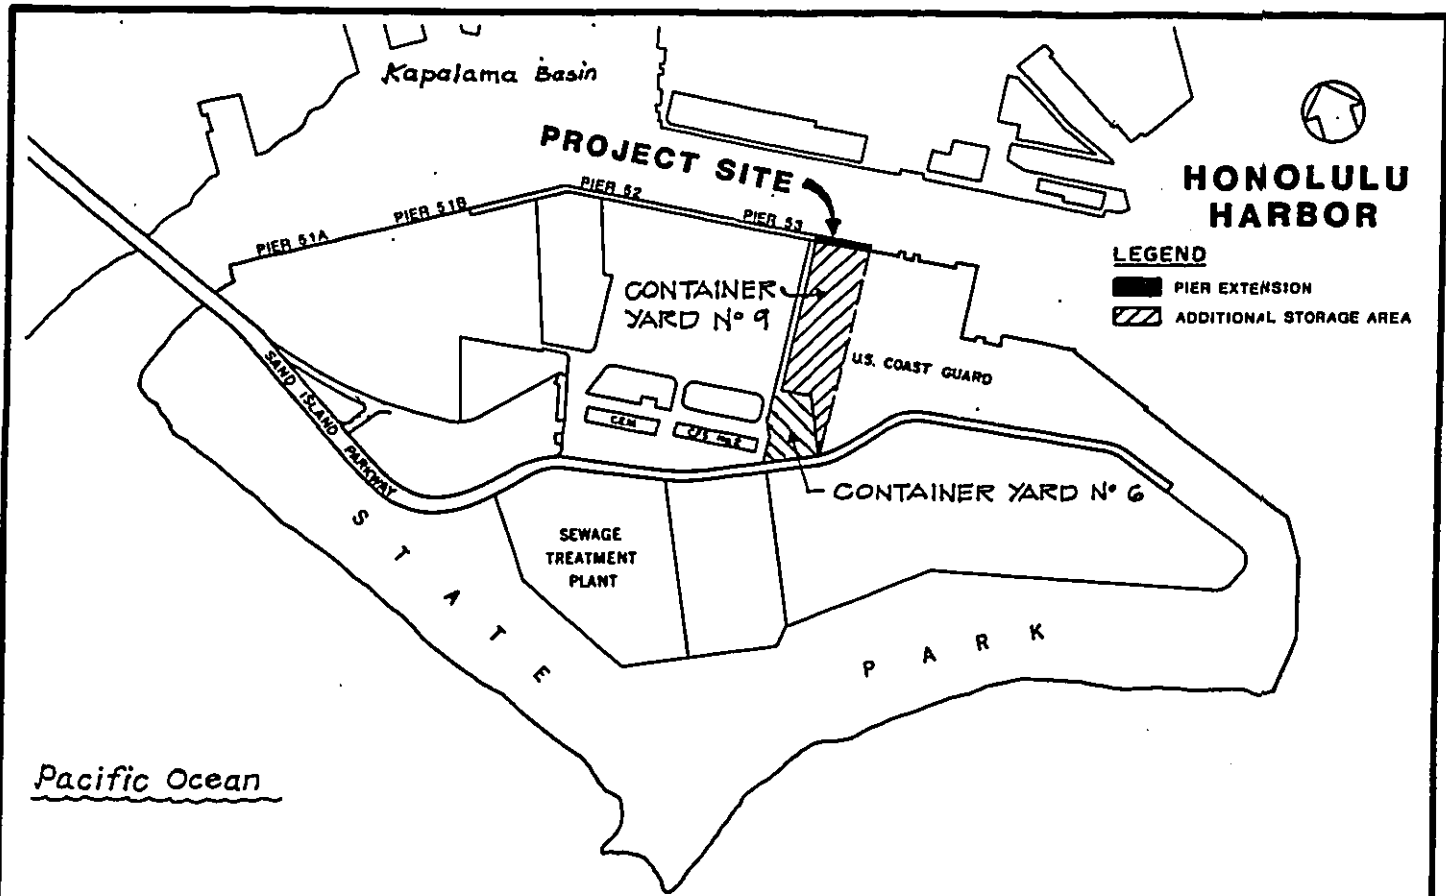 Kapalama Basin
PROJECT SITE
HONOLULU
HARBOR
LEGEND
PIER EXTENSION
ADDITIONAL STORAGE AREA
PIER 51A
PIER 51B
PIER 52
PIER 53
CONTAINER
YARD Nº 9
U.S. COAST GUARD
SAND ISLAND PARKWAY
CONTAINER YARD Nº 6
SEWAGE
TREATMENT
PLANT
STATE
PARK
Pacific Ocean